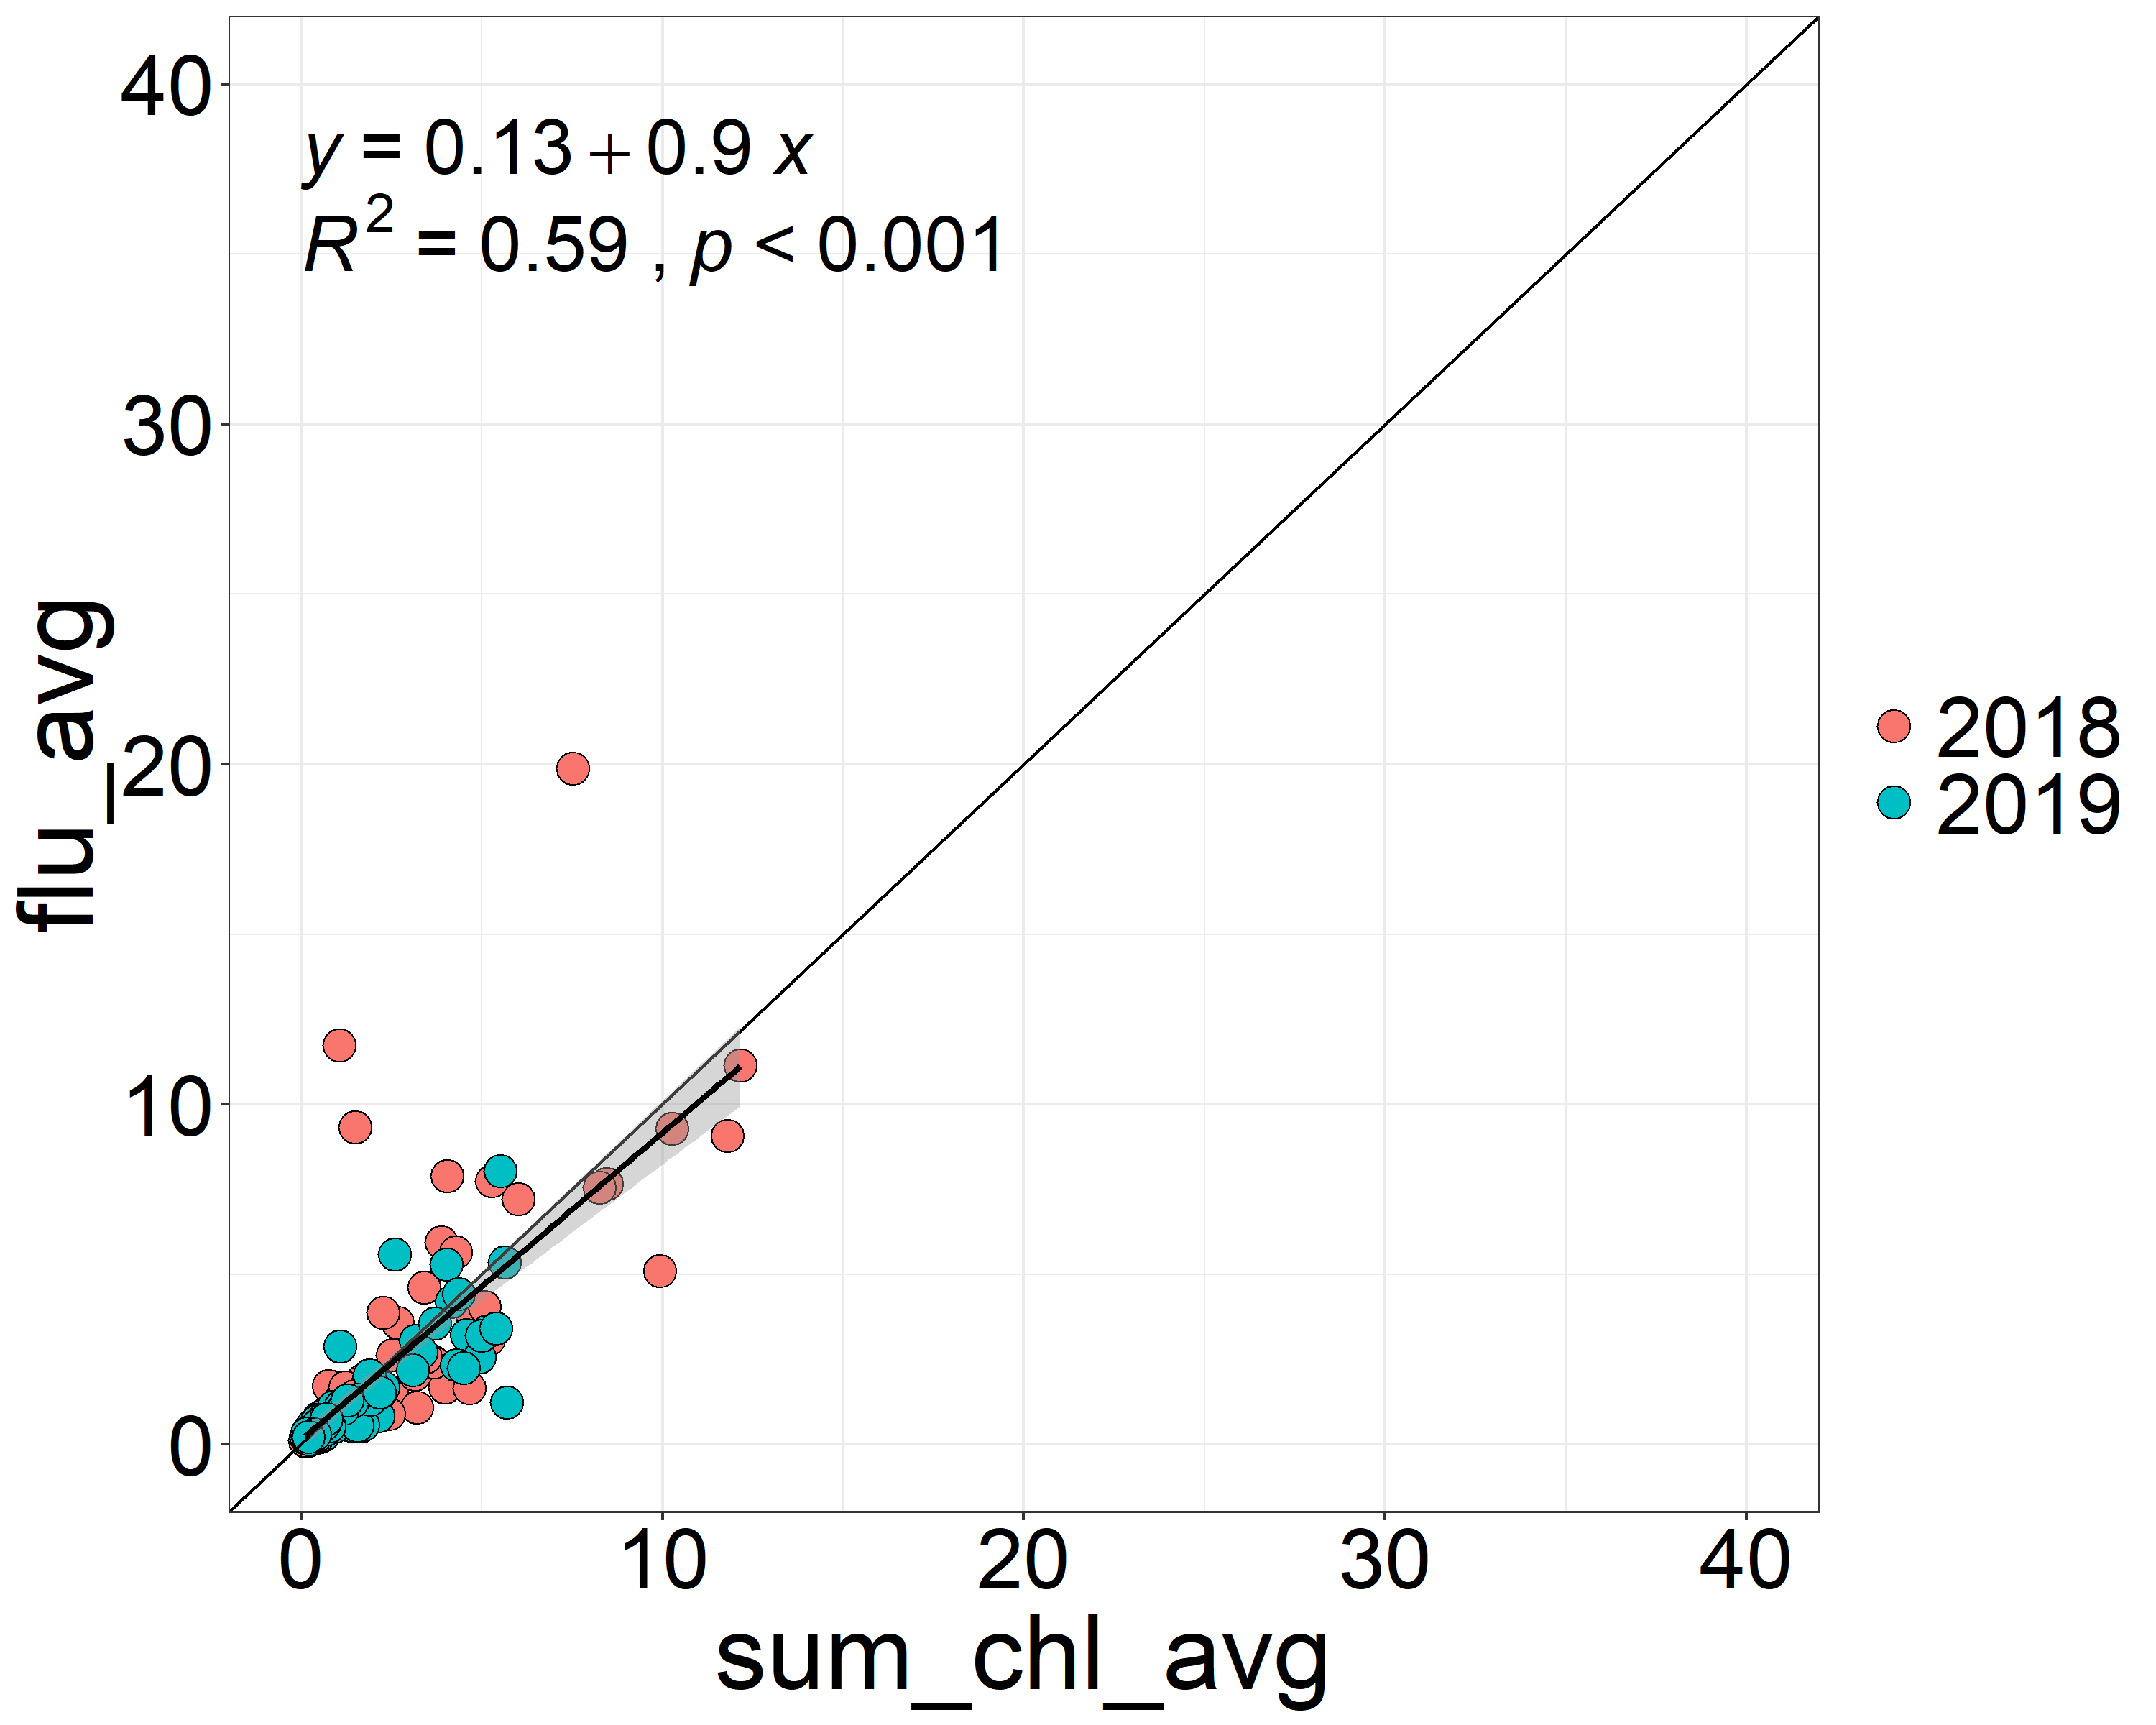 y = 0.13 + 0.9 x
R² = 0.59 , p < 0.001
40
30
20
10
0
flu_avg
0 10 20 30 40
sum_chl_avg
2018
2019